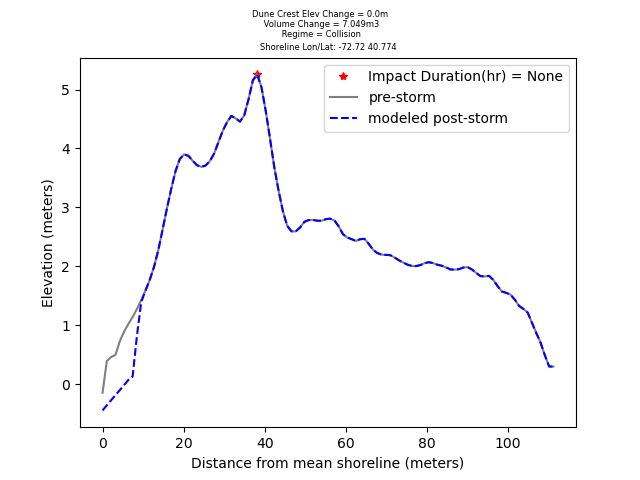 Dune Crest Elev Change = 0.0m
Volume Change = 7.049m3
Regime = Collision
Shoreline Lon/Lat: -72.72 40.774
Impact Duration(hr) = None
pre-storm
modeled post-storm
Elevation (meters)
5
4
3
2
1
0
0 20 40 60 80 100
Distance from mean shoreline (meters)